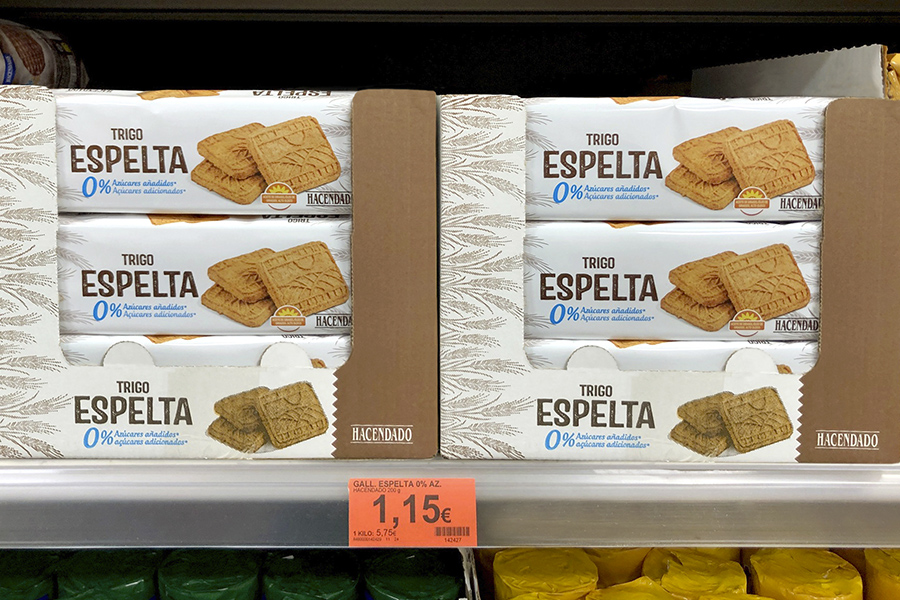 TRIGO
ESPELTA
0% Azúcares añadidos*
Açúcares adicionados*
HACENDADO
TRIGO
ESPELTA
0% Azúcares añadidos*
Açúcares adicionados*
HACENDADO
TRIGO
ESPELTA
0% Azúcares añadidos*
açúcares adicionados*
HACENDADO
TRIGO
ESPELTA
0% Azúcares añadidos*
Açúcares adicionados*
HACENDAD
TRIGO
ESPELTA
0% Azúcares añadidos*
Açúcares adicionados*
HACENDAD
TRIGO
ESPELTA
0% Azúcares añadidos*
açúcares adicionados*
HACENDADO
GALL. ESPELTA 0% AZ.
HACENDADO 200 g
1,15€
1 KILO: 5,75€
142427